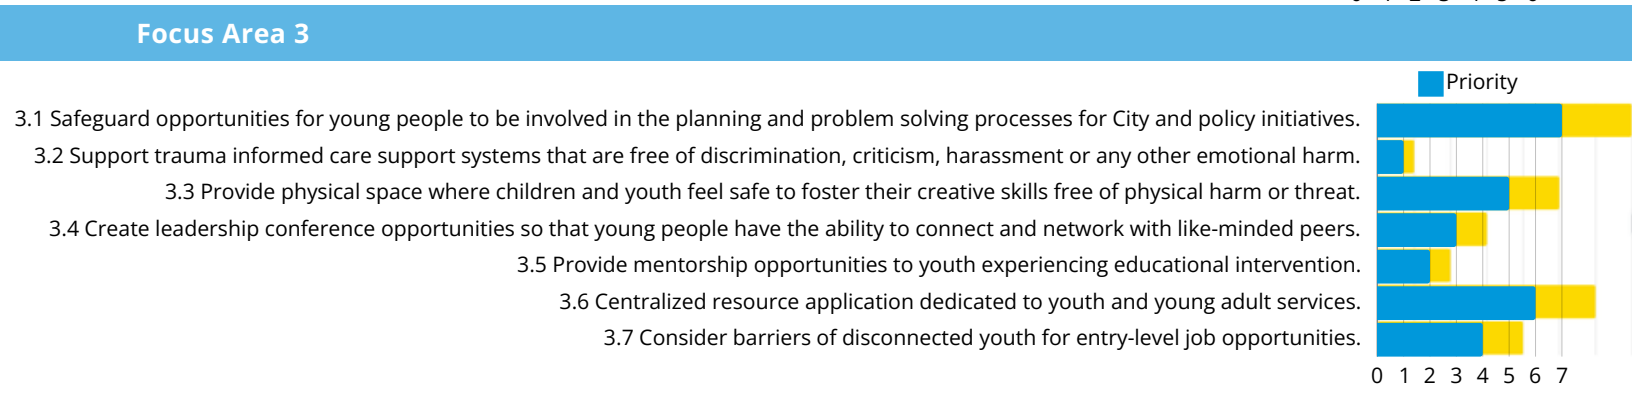 Focus Area 3
Priority
3.1 Safeguard opportunities for young people to be involved in the planning and problem solving processes for City and policy initiatives.
3.2 Support trauma informed care support systems that are free of discrimination, criticism, harassment or any other emotional harm.
3.3 Provide physical space where children and youth feel safe to foster their creative skills free of physical harm or threat.
3.4 Create leadership conference opportunities so that young people have the ability to connect and network with like-minded peers.
3.5 Provide mentorship opportunities to youth experiencing educational intervention.
3.6 Centralized resource application dedicated to youth and young adult services.
3.7 Consider barriers of disconnected youth for entry-level job opportunities.
0 1 2 3 4 5 6 7